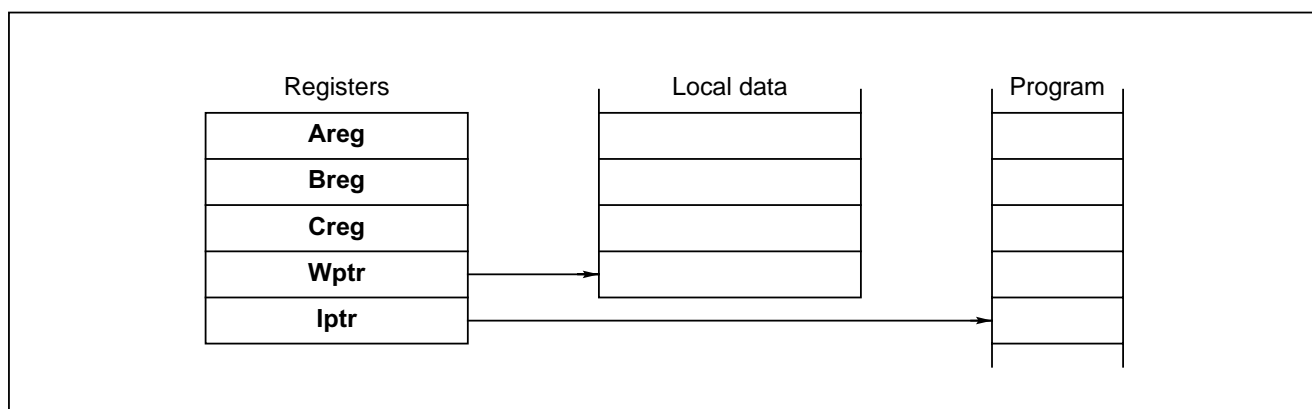 Registers
Local data
Program
Areg
Breg
Creg
Wptr
Iptr